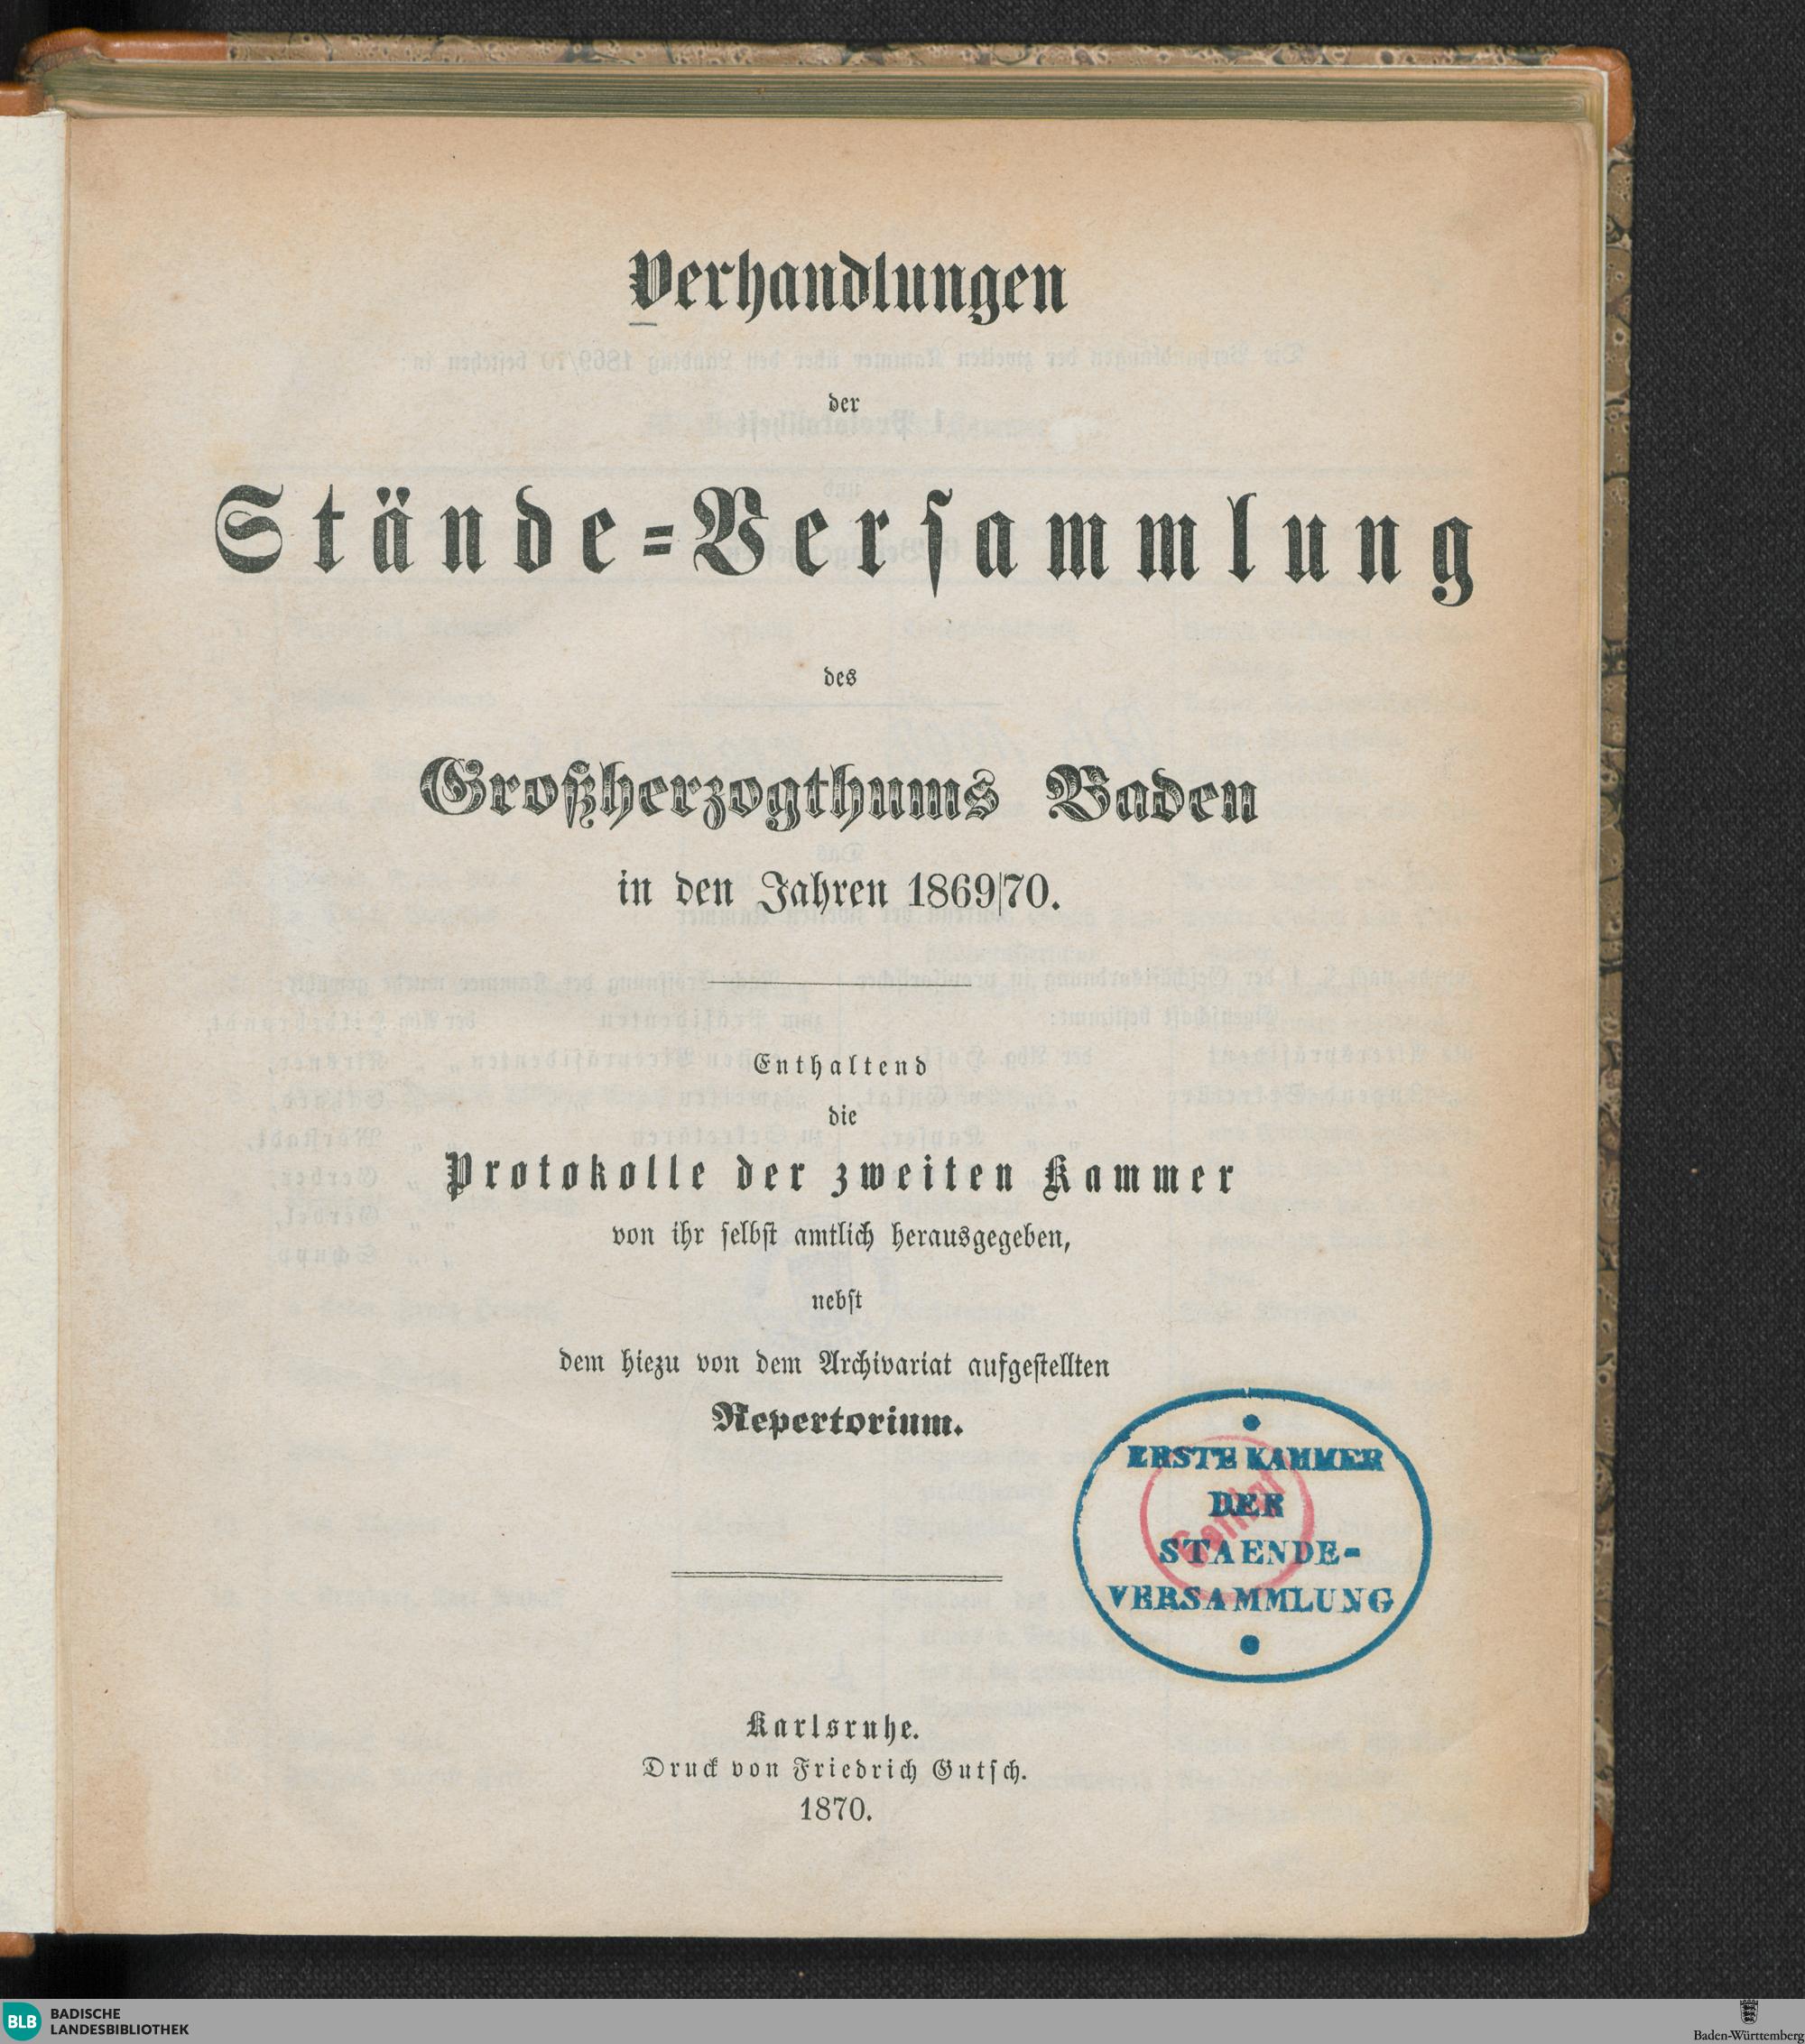 Verhandlungen
der
Stände=Versammlung
des
Großherzogthums Baden
in den Jahren 1869|70.
Enthaltend
die
Protokolle der zweiten Kammer
von ihr selbst amtlich herausgegeben,
nebst
dem hiezu von dem Archivariat aufgestellten
Repertorium.
ERSTE KAMMER
DER
STAENDE-
VERSAMMLUNG
Karlsruhe.
Druck von Friedrich Gutsch.
1870.
BLB BADISCHE
LANDESBIBLIOTHEK
Baden-Württemberg